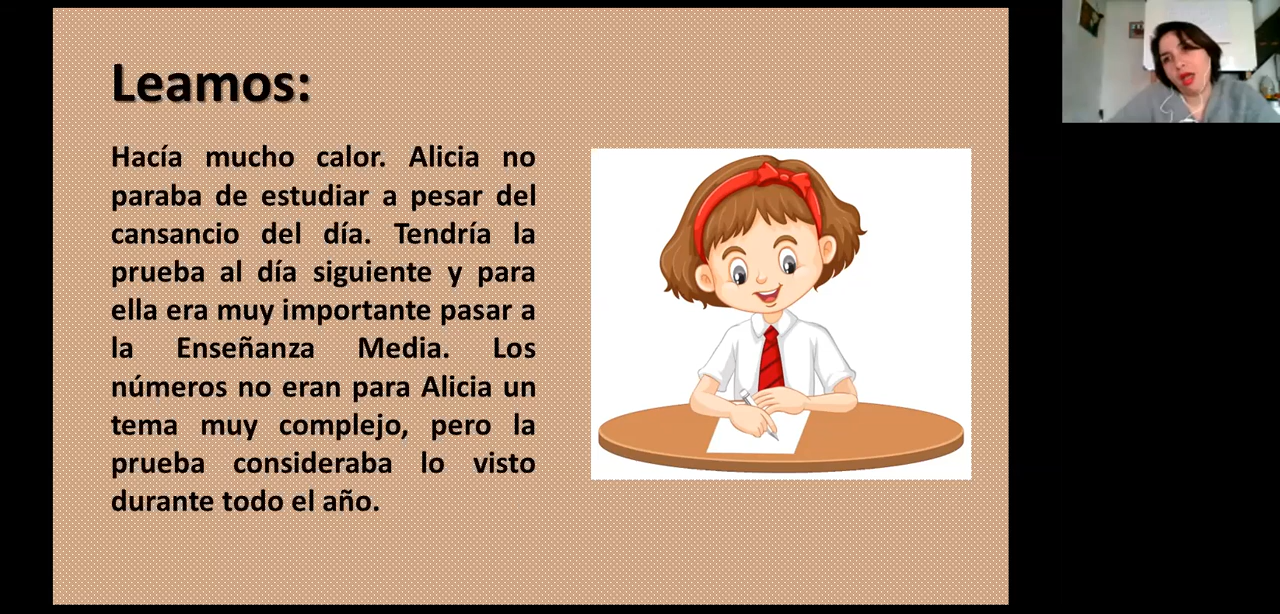 Leamos:
Hacía mucho calor. Alicia no
paraba de estudiar a pesar del
cansancio del día. Tendría la
prueba al día siguiente y para
ella era muy importante pasar a
la Enseñanza Media. Los
números no eran para Alicia un
tema muy complejo, pero la
prueba consideraba lo visto
durante todo el año.